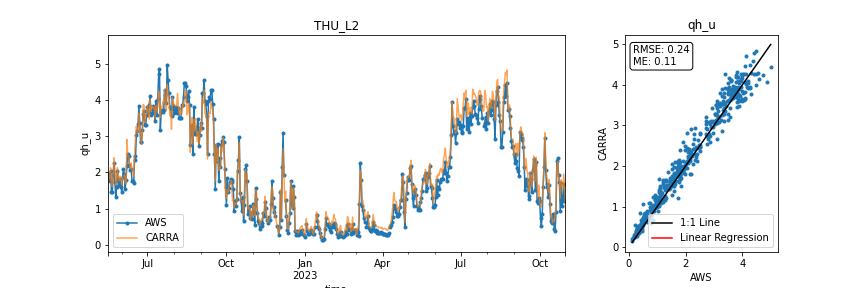 THU_L2
qh_u
5
4
3
2
1
0
AWS
CARRA
Jul
Oct
Jan
2023
Apr
Jul
Oct
time
qh_u
CARRA
5
4
3
2
1
0
RMSE: 0.24
ME: 0.11
1:1 Line
Linear Regression
0
2
4
AWS